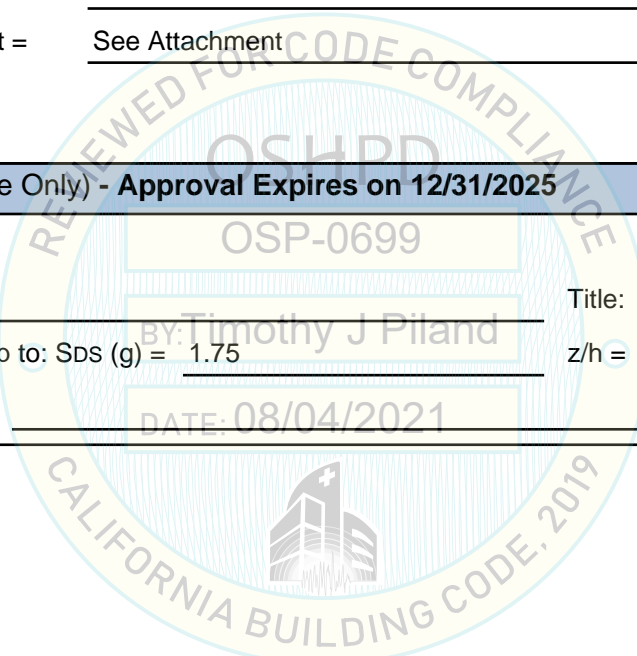 t = See Attachment
REVIEWED FOR CODE COMPLIANCE
OSHPD
e Only) - Approval Expires on 12/31/2025
OSP-0699
Title:
BY: Timothy J Piland
o to: SDS (g) = 1.75 z/h =
DATE: 08/04/2021
CALIFORNIA BUILDING CODE, 2019